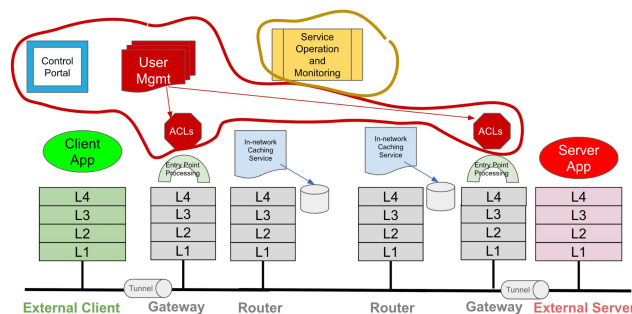 Control
Portal
User
Mgmt
Service
Operation
and
Monitoring
ACLs
ACLs
Client
App
Entry Point
Processing
In-network
Caching
Service
In-network
Caching
Service
Entry Point
Processing
Server
App
L4
L3
L2
L1
L4
L3
L2
L1
L4
L3
L2
L1
L4
L3
L2
L1
L4
L3
L2
L1
L4
L3
L2
L1
Tunnel
Tunnel
External Client
Gateway
Router
Router
Gateway
External Server